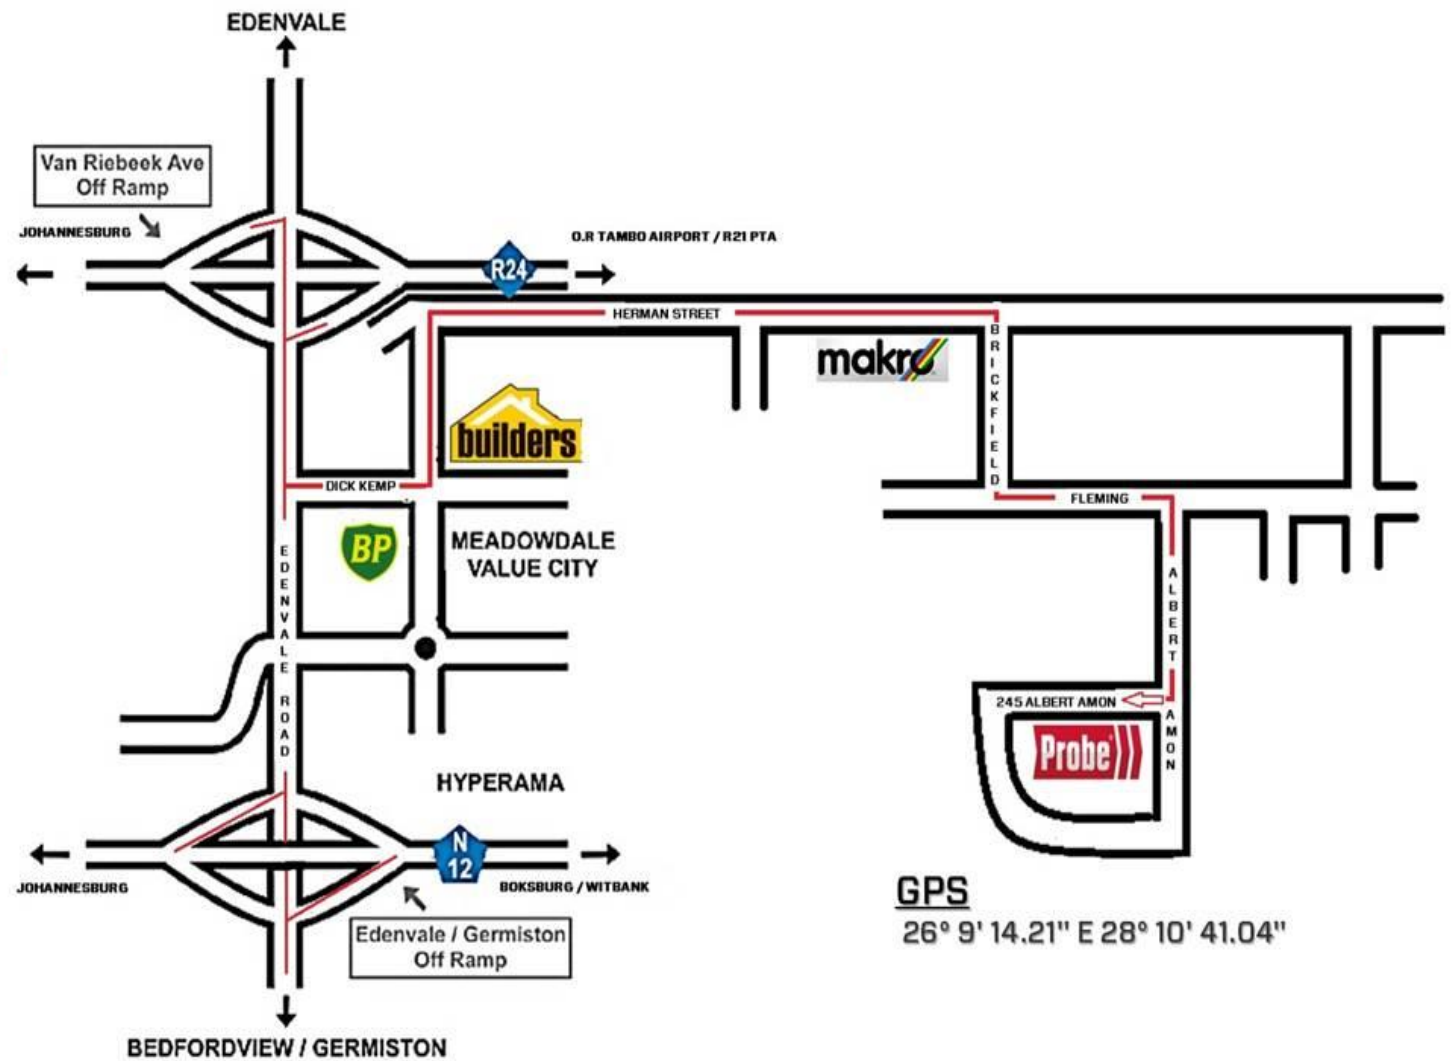 EDENVALE
Van Riebeek Ave
Off Ramp
JOHANNESBURG
O.R TAMBO AIRPORT / R21 PTA
R24
HERMAN STREET
makro
BRICKFIELD
builders
DICK KEMP
FLEMING
BP
MEADOWDALE
VALUE CITY
EDENVALE ROAD
ALBERT AMON
245 ALBERT AMON
Probe
HYPERAMA
N
12
JOHANNESBURG
BOKSBURG / WITBANK
Edenvale / Germiston
Off Ramp
GPS
26° 9' 14.21" E 28° 10' 41.04"
BEDFORDVIEW / GERMISTON